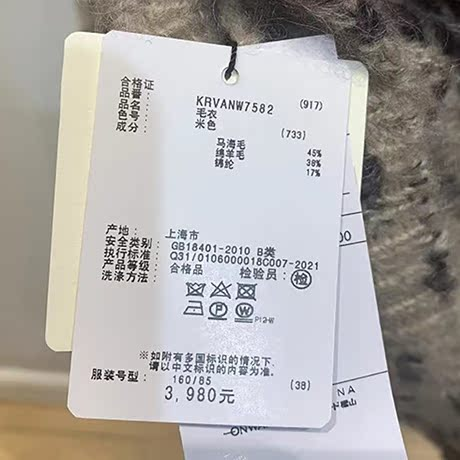 合格证
品番： KRVANW7582 (917)
品名： 毛衣
色号： 米色 (733)
成分：
马海毛 45%
绵羊毛 38%
锦纶 17%
产地： 上海市
安全类别： GB18401-2010 B类
执行标准： Q31/0106000018C007-2021
产品等级： 合格品 检验员： 检
洗涤方法：
P12-W
※如附有多国标识的情况下，
请以中文标识的内容为准。
服装号型： 160/85 (38)
3,980元